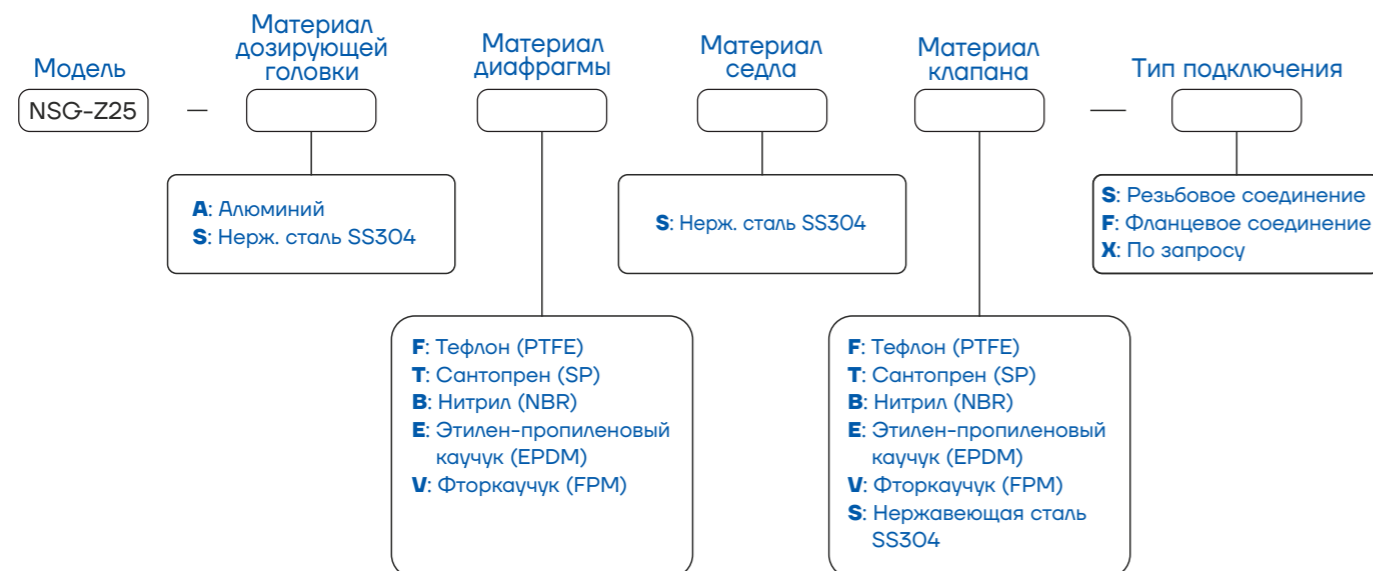 Модель
NSG-Z25
—
Материал
дозирующей
головки
Материал
диафрагмы
Материал
седла
Материал
клапана
—
Тип подключения
A: Алюминий
S: Нерж. сталь SS304
S: Нерж. сталь SS304
S: Резьбовое соединение
F: Фланцевое соединение
X: По запросу
F: Тефлон (PTFE)
T: Сантопрен (SP)
B: Нитрил (NBR)
E: Этилен-пропиленовый
каучук (EPDM)
V: Фторкаучук (FPM)
F: Тефлон (PTFE)
T: Сантопрен (SP)
B: Нитрил (NBR)
E: Этилен-пропиленовый
каучук (EPDM)
V: Фторкаучук (FPM)
S: Нержавеющая сталь
SS304